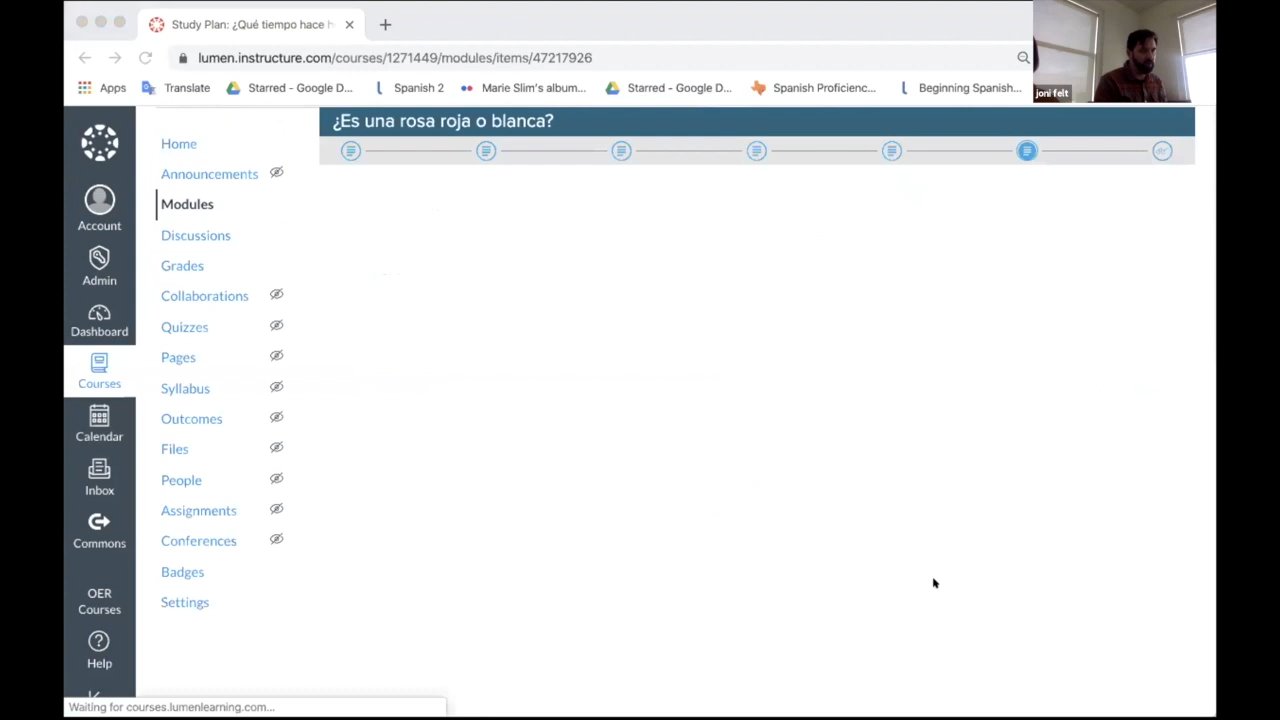 Study Plan: ¿Qué tiempo hace h
lumen.instructure.com/courses/1271449/modules/items/47217926
Apps
Translate
Starred - Google D...
Spanish 2
Marie Slim's album...
Starred - Google D...
Spanish Proficienc...
Beginning Spanish...
joni felt
¿Es una rosa roja o blanca?
Account
Admin
Dashboard
Courses
Calendar
Inbox
Commons
OER
Courses
Help
Home
Announcements
Modules
Discussions
Grades
Collaborations
Quizzes
Pages
Syllabus
Outcomes
Files
People
Assignments
Conferences
Badges
Settings
Waiting for courses.lumenlearning.com...